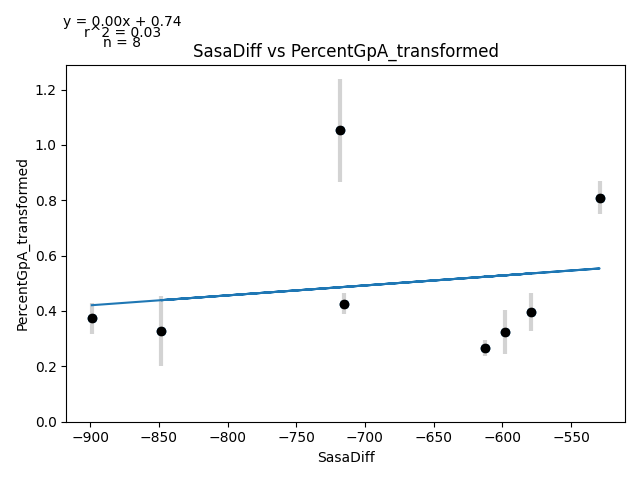 y = 0.00x + 0.74
r^2 = 0.03
n = 8
SasaDiff vs PercentGpA_transformed
PercentGpA_transformed
1.2
1.0
0.8
0.6
0.4
0.2
0.0
−900
−850
−800
−750
−700
−650
−600
−550
SasaDiff